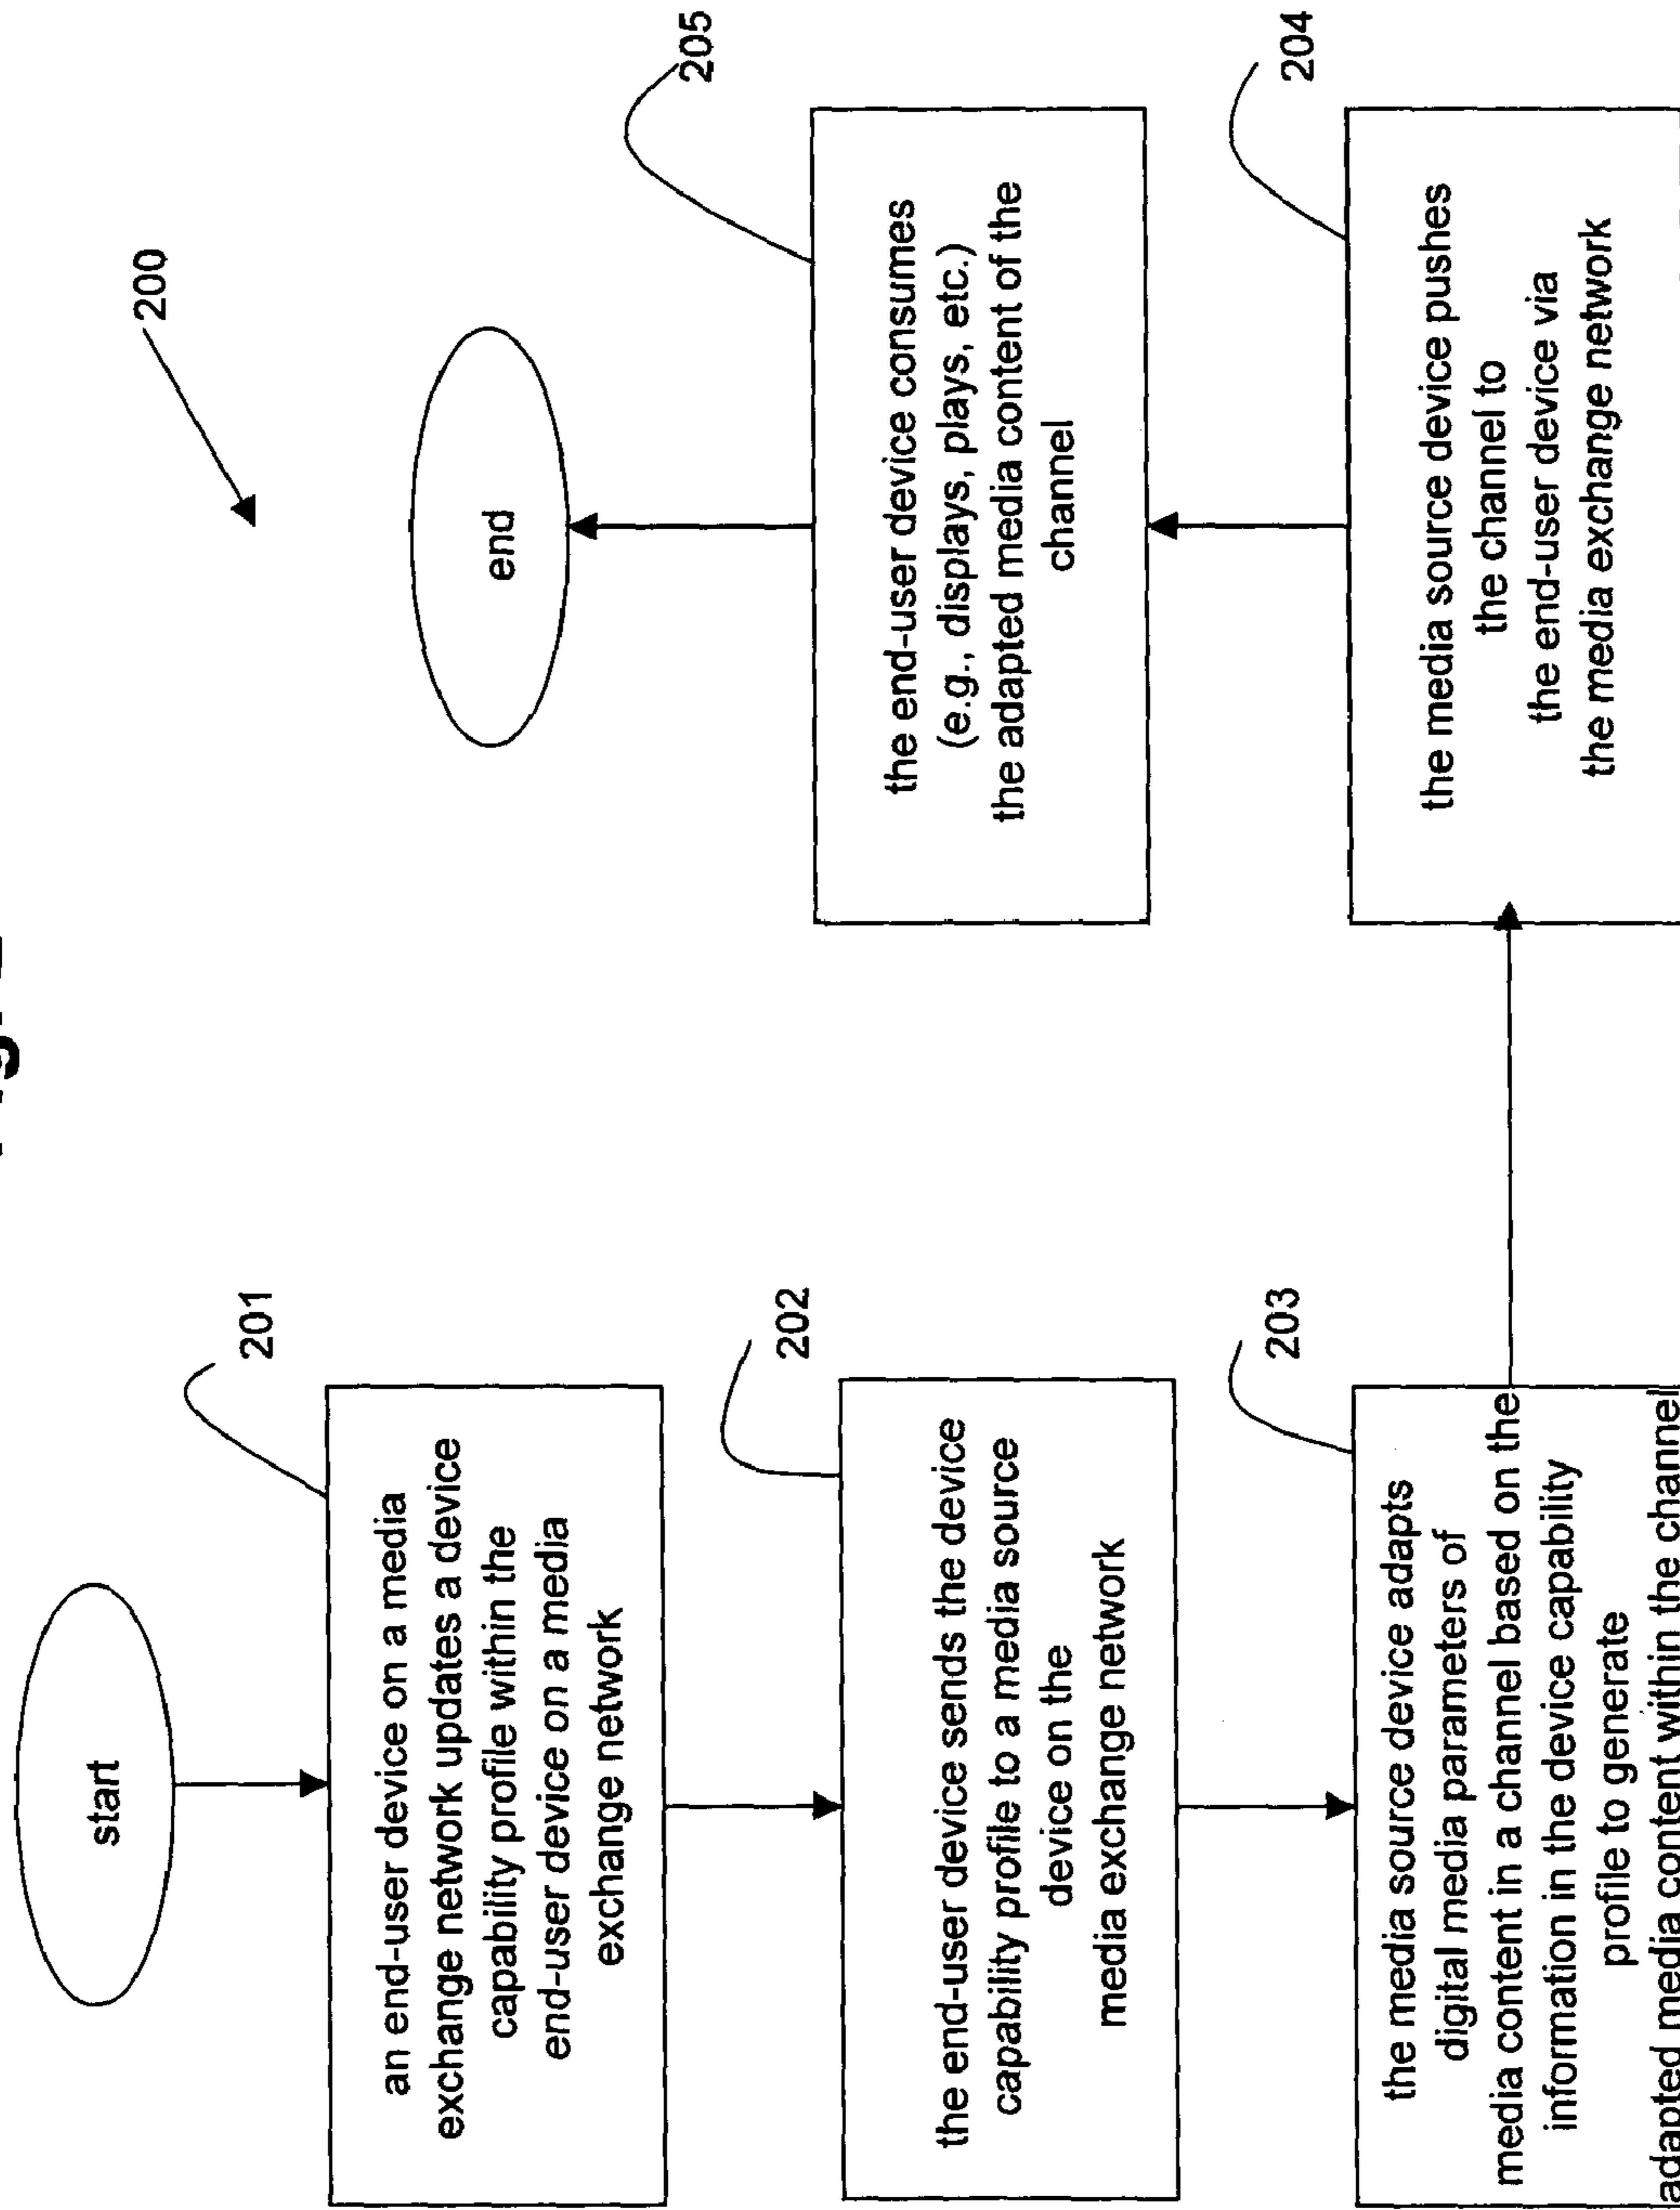 200
start
201
an end-user device on a media
exchange network updates a device
capability profile within the
end-user device on a media
exchange network
202
the end-user device sends the device
capability profile to a media source
device on the
media exchange network
203
the media source device adapts
digital media parameters of
media content in a channel based on the
information in the device capability
profile to generate
adapted media content within the channel
204
the media source device pushes
the channel to
the end-user device via
the media exchange network
205
the end-user device consumes
(e.g., displays, plays, etc.)
the adapted media content of the
channel
end